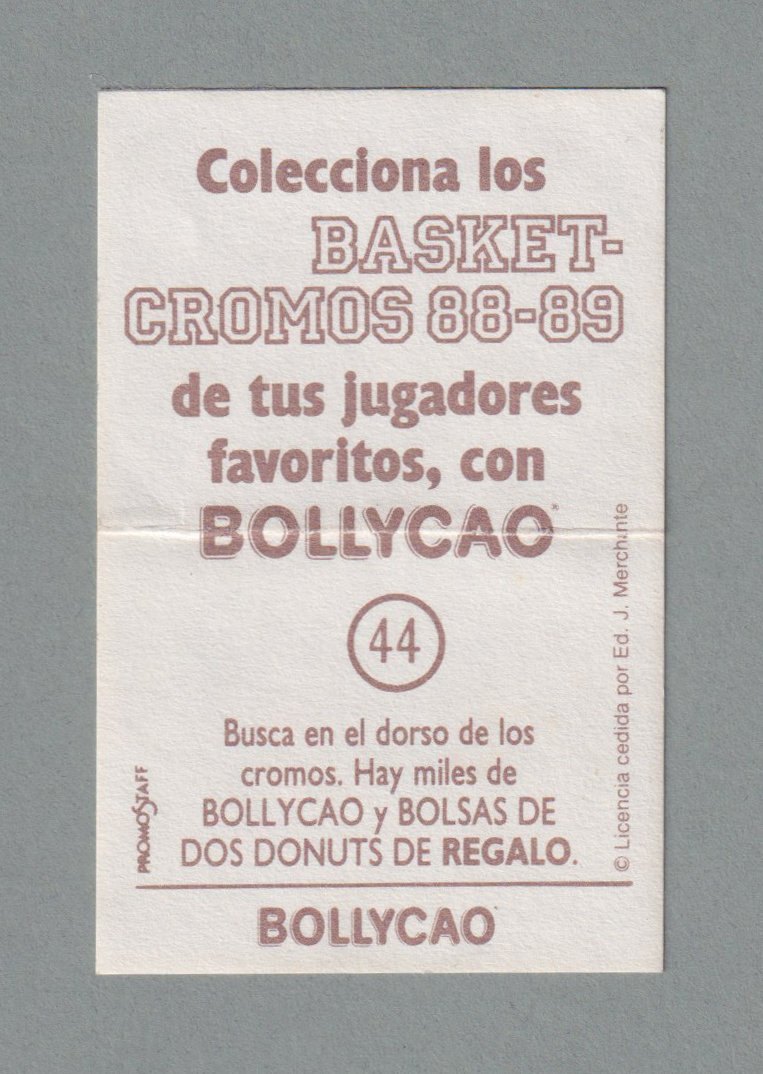 Colecciona los
BASKET-
CROMOS 88-89
de tus jugadores
favoritos, con
BOLLYCAO®
44
Busca en el dorso de los
cromos. Hay miles de
BOLLYCAO y BOLSAS DE
DOS DONUTS DE REGALO.
BOLLYCAO
PROMOSTAFF
© Licencia cedida por Ed. J. Merchante